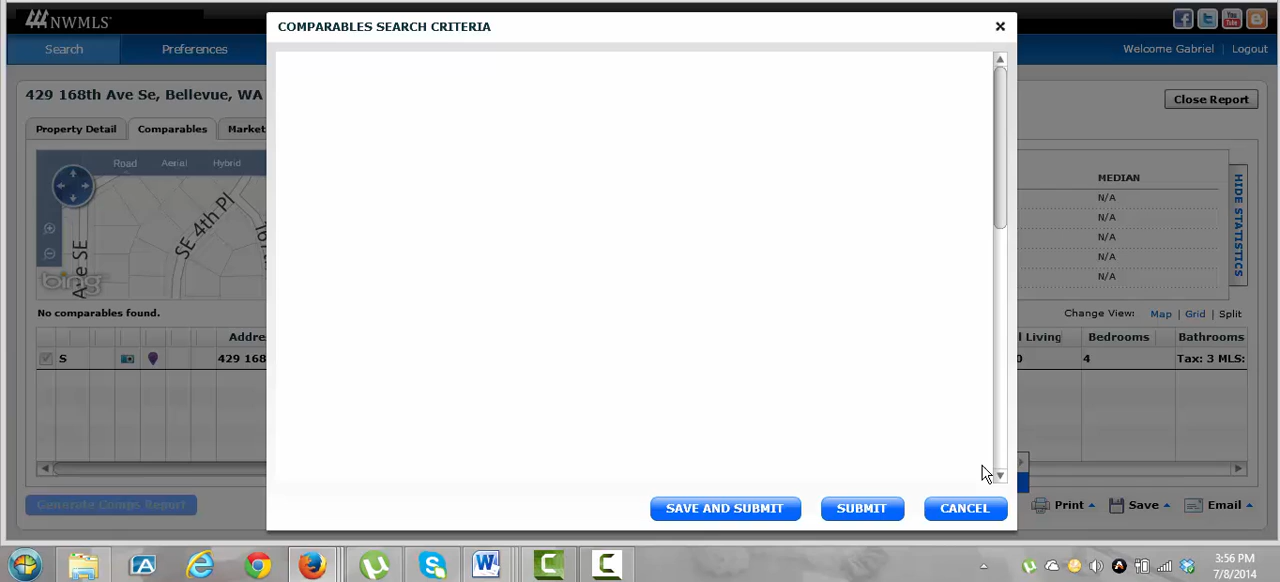 NWMLS
COMPARABLES SEARCH CRITERIA
Search Preferences Welcome Gabriel Logout
429 168th Ave Se, Bellevue, WA Close Report
Property Detail Comparables Market
Road Aerial Hybrid
MEDIAN
N/A
N/A
N/A
N/A
N/A
HIDE STATISTICS
SE 4th Pl
Ave SE
bing
No comparables found. Change View: Map | Grid | Split
Addre Living Bedrooms Bathrooms
S 429 168 0 4 Tax: 3 MLS:
Generate Comps Report SAVE AND SUBMIT SUBMIT CANCEL Print Save Email
3:56 PM
7/8/2014